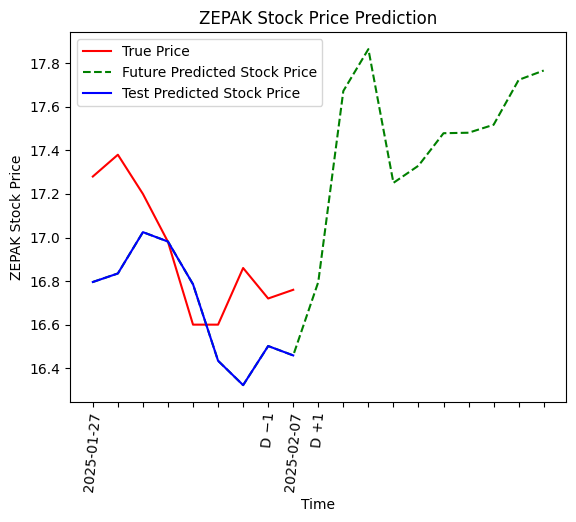 ZEPAK Stock Price Prediction
True Price
Future Predicted Stock Price
Test Predicted Stock Price
ZEPAK Stock Price
17.8
17.6
17.4
17.2
17.0
16.8
16.6
16.4
2025-01-27
D −1
2025-02-07
D +1
Time